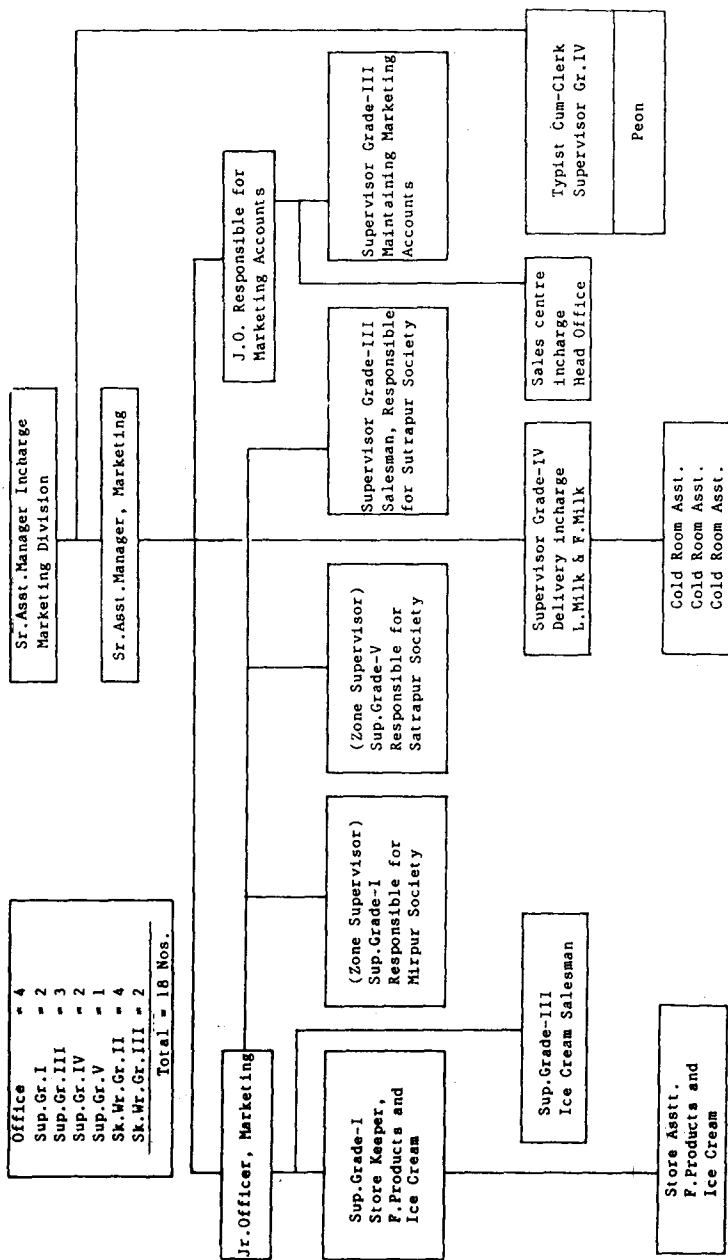 Sr.Asst.Manager Incharge
Marketing Division
Sr.Asst.Manager, Marketing
Office = 4
Sup.Gr.I = 2
Sup.Gr.III = 3
Sup.Gr.IV = 2
Sup.Gr.V = 1
Sk.Wr.Gr.II = 4
Sk.Wr.Gr.III = 2
Total = 18 Nos.
Jr.Officer, Marketing
J.O. Responsible for
Marketing Accounts
Sup.Grade-I
Store Keeper,
F.Products and
Ice Cream
(Zone Supervisor)
Sup.Grade-I
Responsible for
Mirpur Society
(Zone Supervisor)
Sup.Grade-V
Responsible for
Satrapur Society
Supervisor Grade-III
Salesman, Responsible
for Sutrapur Society
Supervisor Grade-III
Maintaining Marketing
Accounts
Sup.Grade-III
Ice Cream Salesman
Supervisor Grade-IV
Delivery incharge
L.Milk & F.Milk
Sales centre
incharge
Head Office
Typist Cum-Clerk
Supervisor Gr.IV
Peon
Store Asstt.
F.Products and
Ice Cream
Cold Room Asst.
Cold Room Asst.
Cold Room Asst.